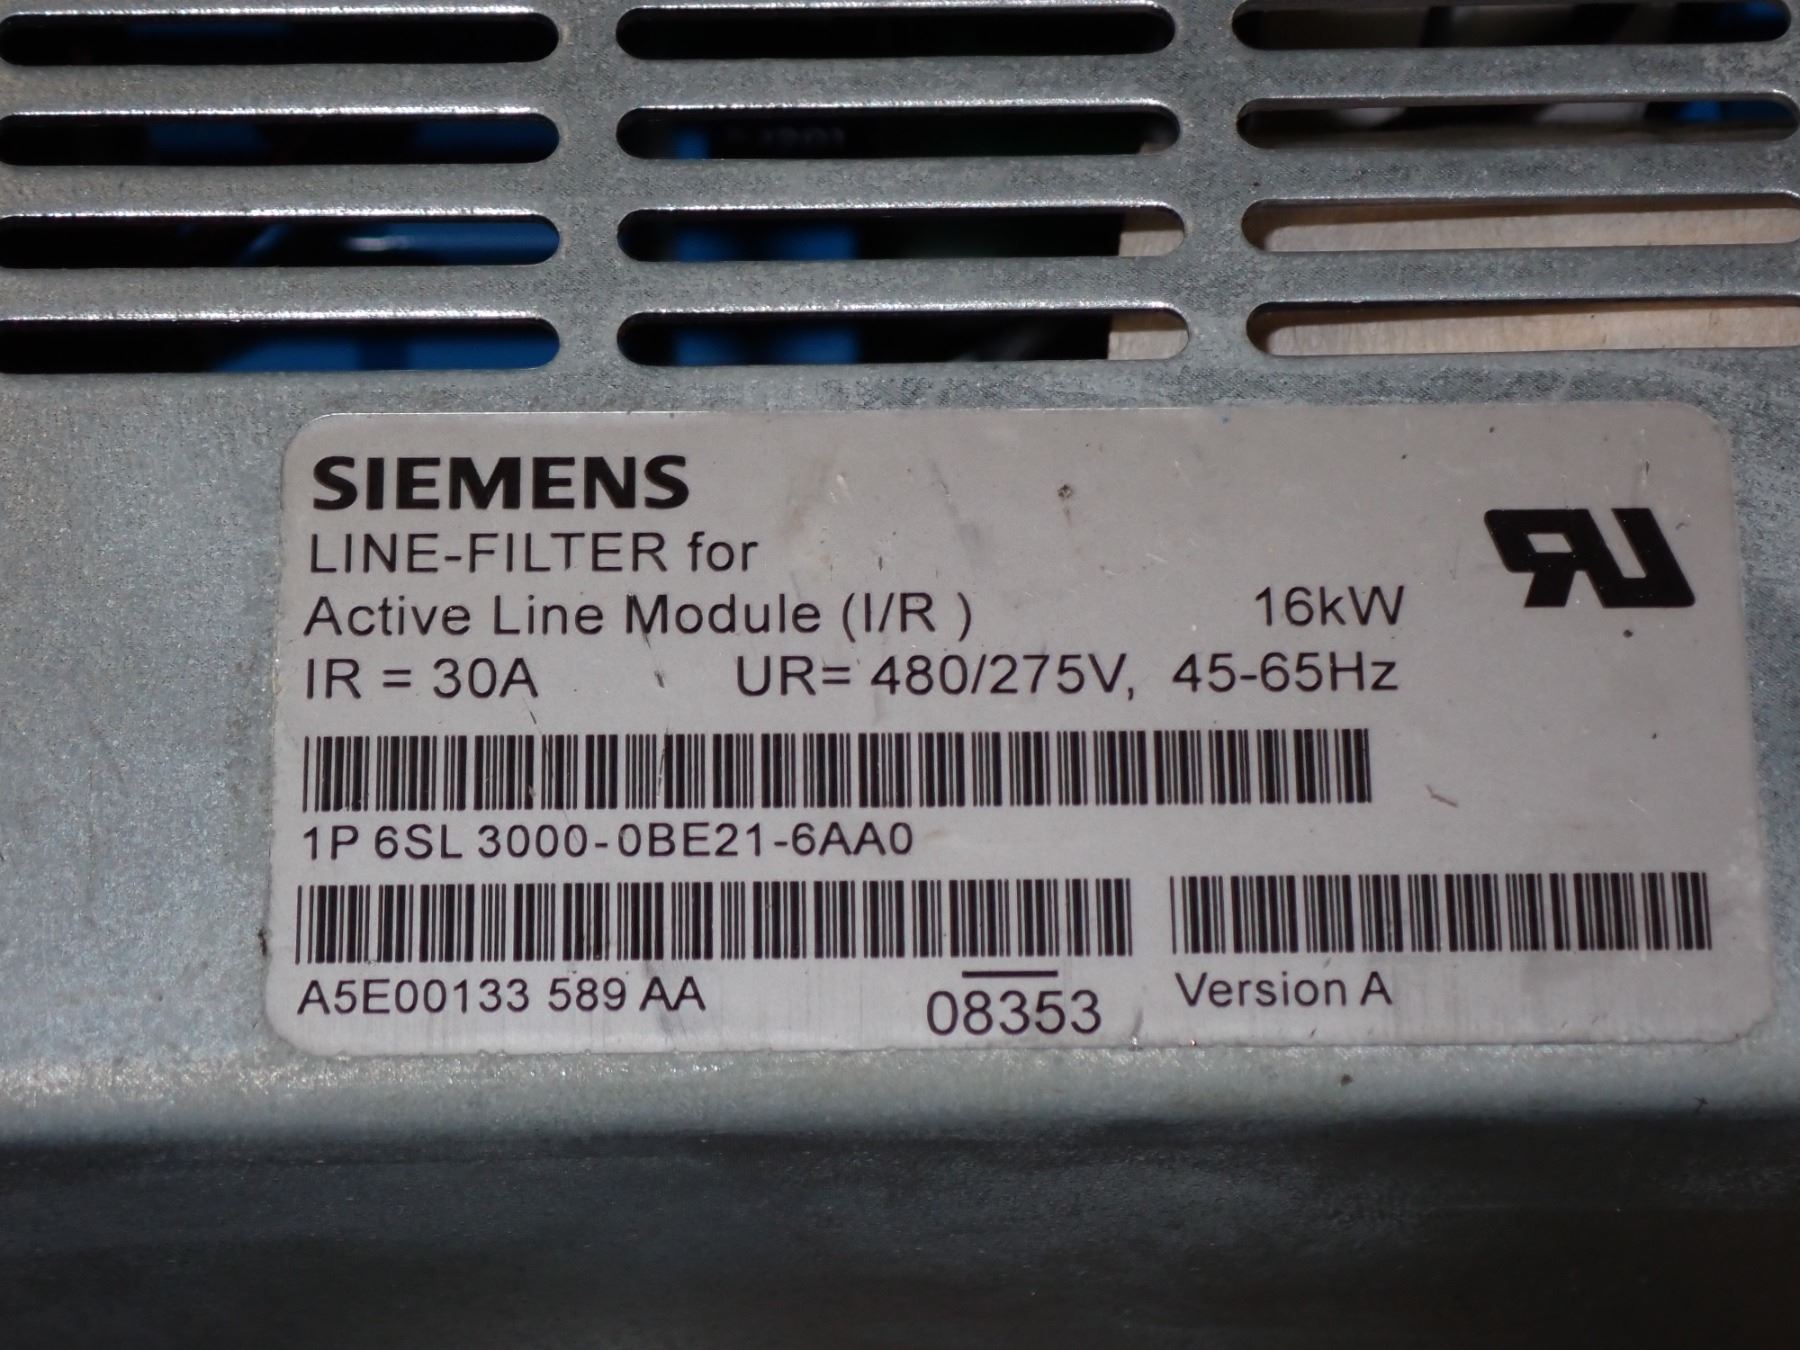 SIEMENS
LINE-FILTER for
Active Line Module (I/R ) 16kW
IR = 30A UR= 480/275V, 45-65Hz
1P 6SL 3000-0BE21-6AA0
A5E00133 589 AA 08353 Version A